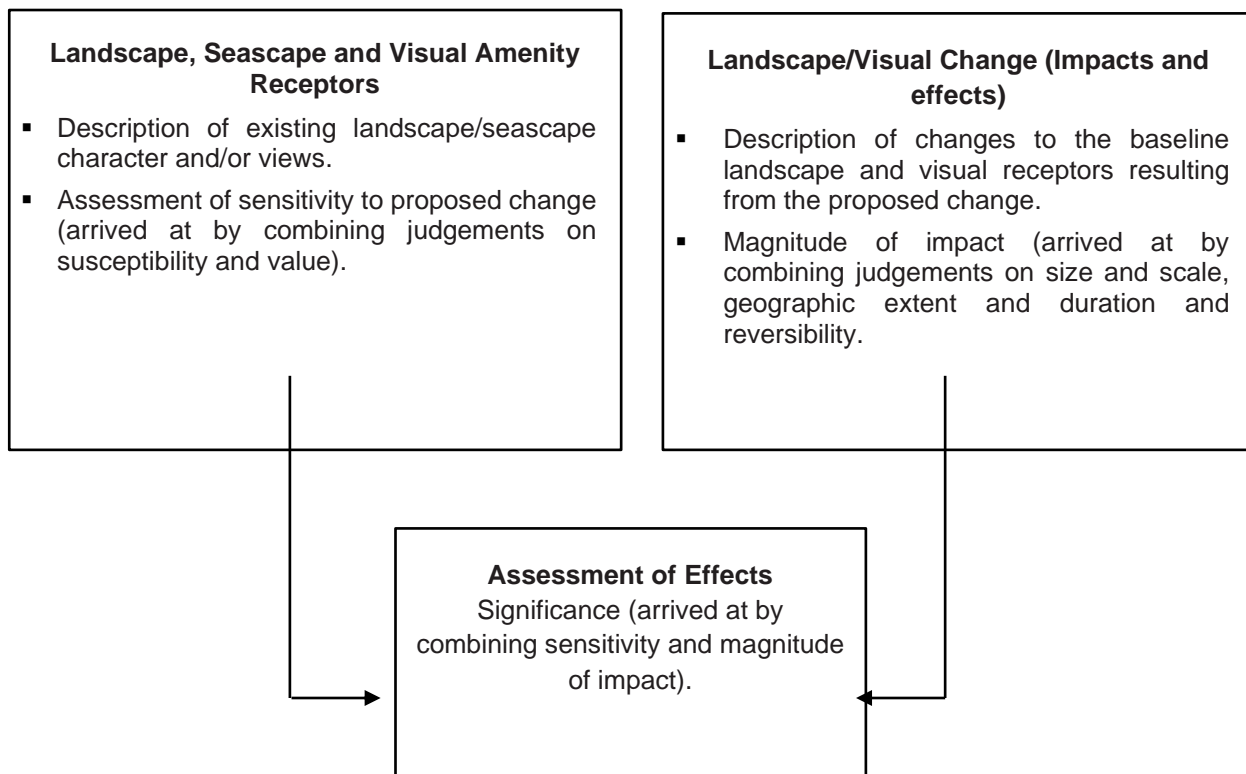 Landscape, Seascape and Visual Amenity
Receptors
▪ Description of existing landscape/seascape
character and/or views.
▪ Assessment of sensitivity to proposed change
(arrived at by combining judgements on
susceptibility and value).
Landscape/Visual Change (Impacts and
effects)
▪ Description of changes to the baseline
landscape and visual receptors resulting
from the proposed change.
▪ Magnitude of impact (arrived at by
combining judgements on size and scale,
geographic extent and duration and
reversibility.
Assessment of Effects
Significance (arrived at by
combining sensitivity and magnitude
of impact).